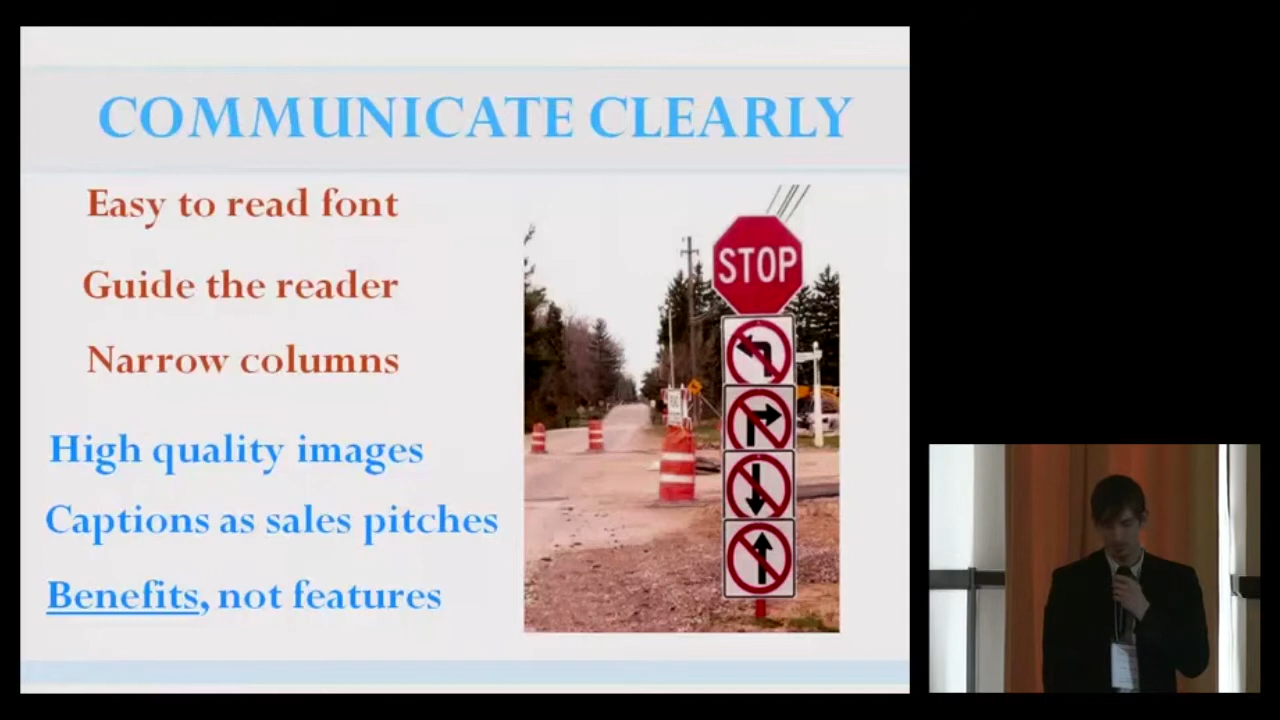 COMMUNICATE CLEARLY
Easy to read font
Guide the reader
Narrow columns
High quality images
Captions as sales pitches
Benefits, not features
STOP